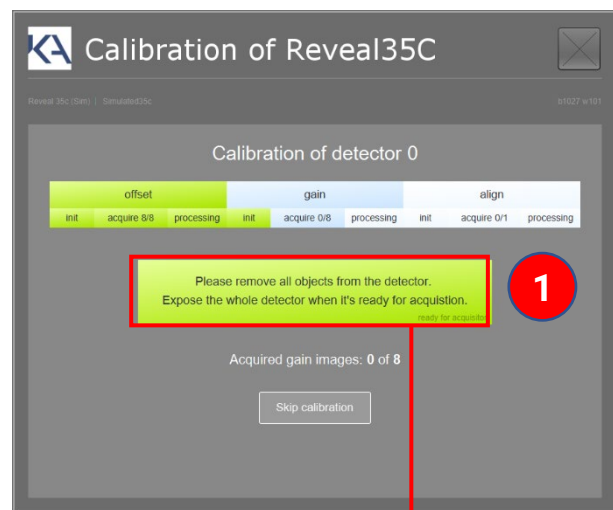 KA Calibration of Reveal35C
Reveal 35c (Sim) | Simulated35c
h1027 w101
Calibration of detector 0
offset gain align
init acquire 8/8 processing init acquire 0/8 processing init acquire 0/1 processing
Please remove all objects from the detector.
Expose the whole detector when it's ready for acquistion.
ready for acquisition
1
Acquired gain images: 0 of 8
Skip calibration